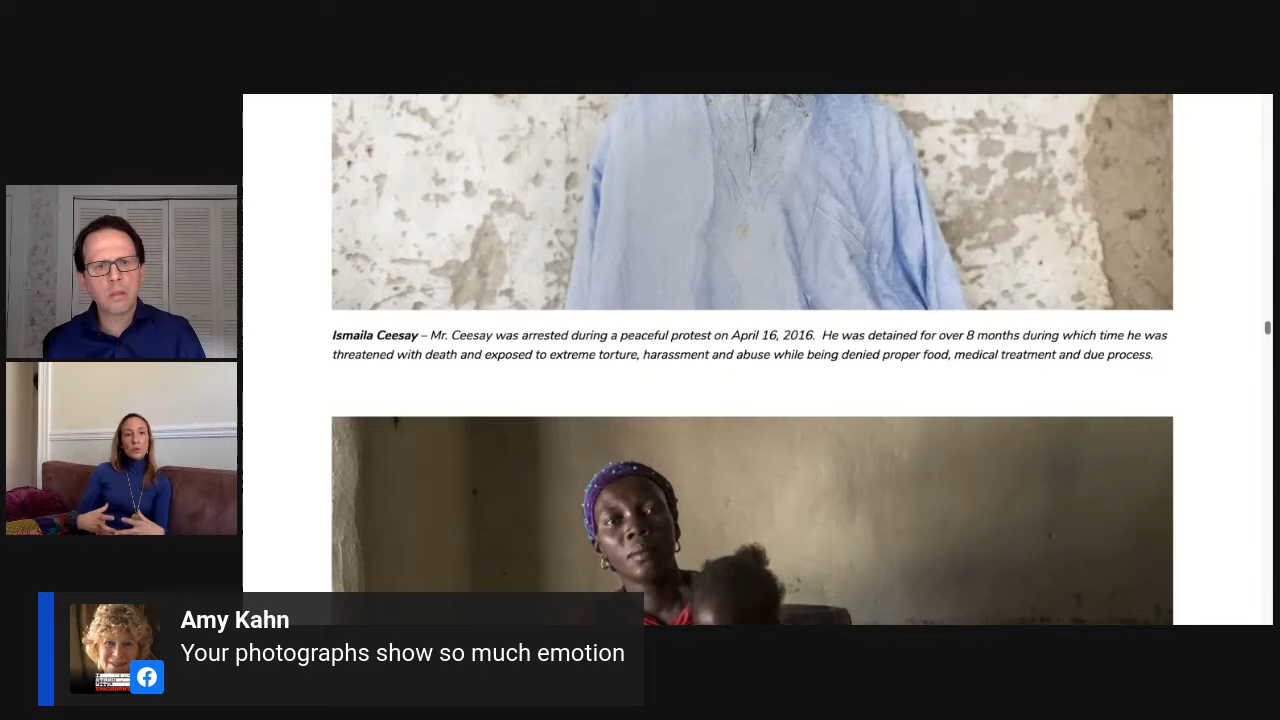 Ismaila Ceesay – Mr. Ceesay was arrested during a peaceful protest on April 16, 2016. He was detained for over 8 months during which time he was
threatened with death and exposed to extreme torture, harassment and abuse while being denied proper food, medical treatment and due process.
Amy Kahn
Your photographs show so much emotion